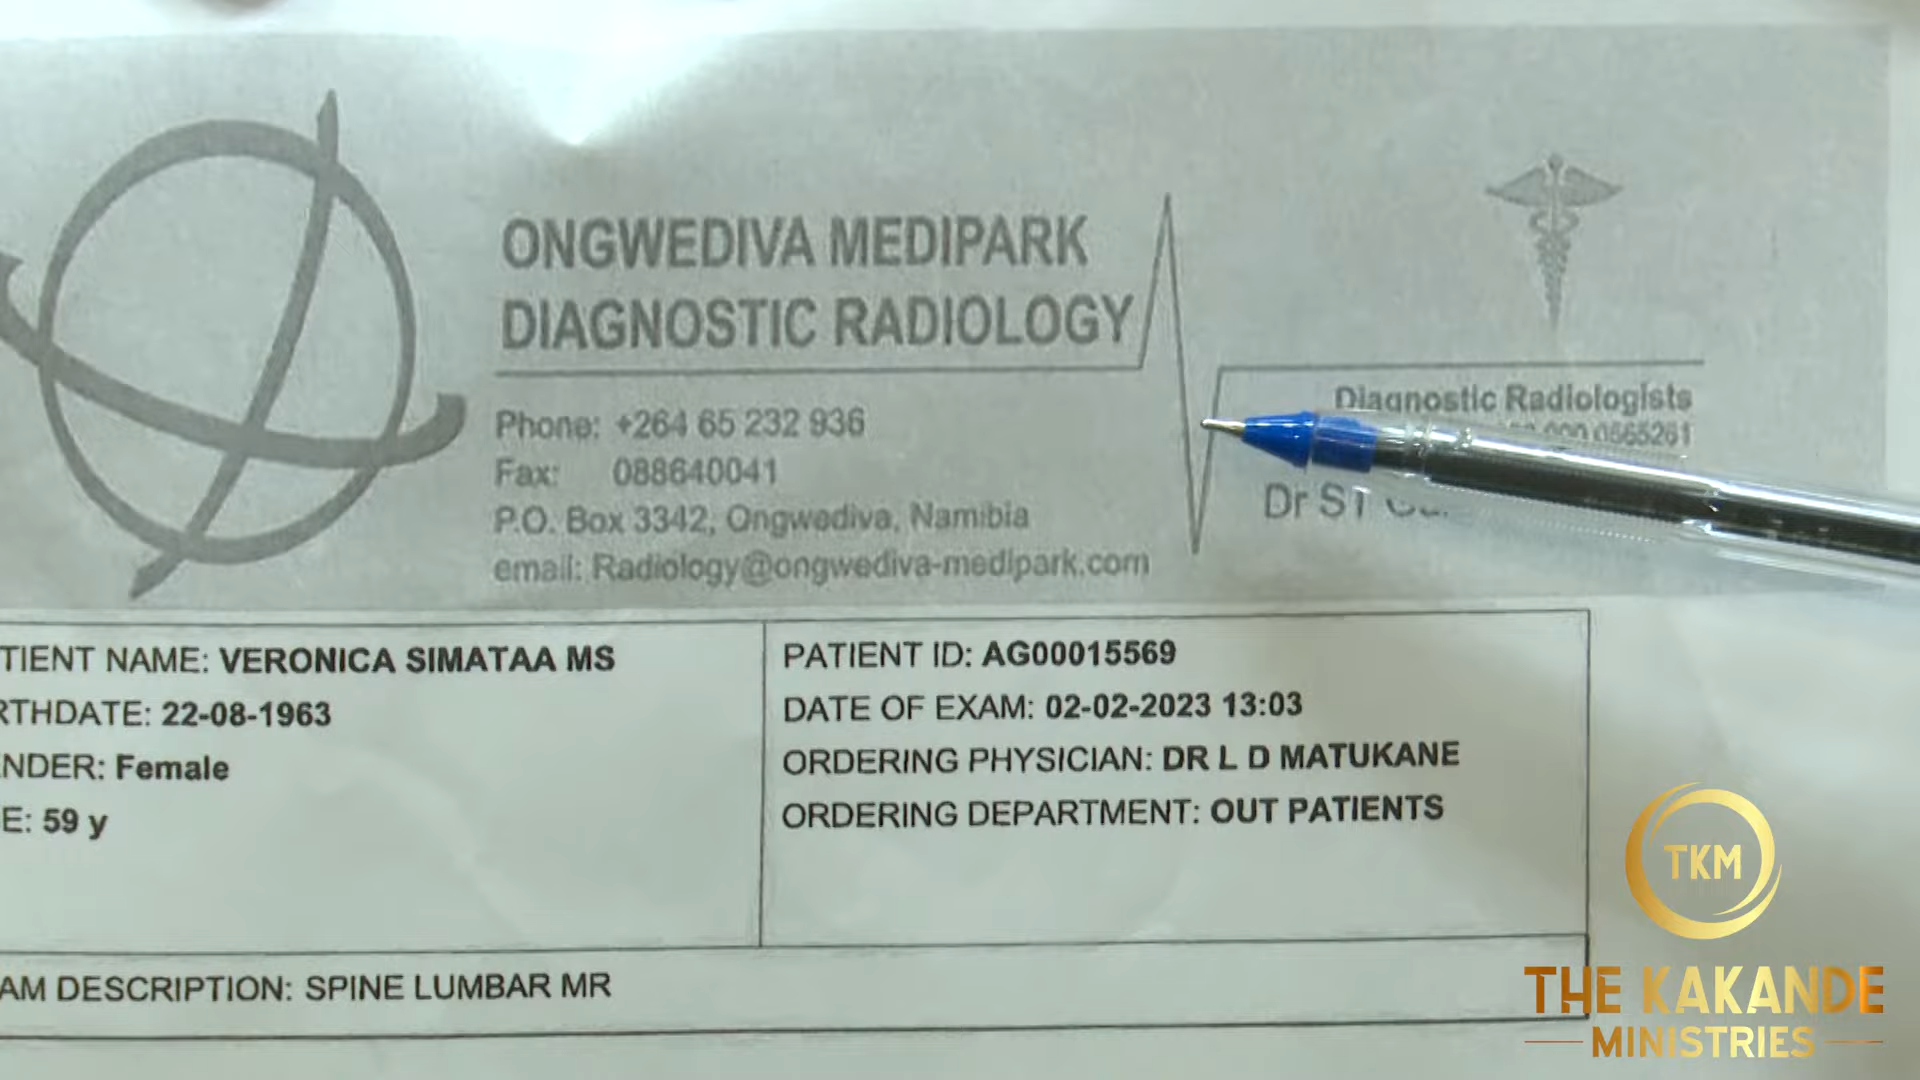 ONGWEDIVA MEDIPARK
DIAGNOSTIC RADIOLOGY
Phone: +264 65 232 936
Fax: 088640041
P.O. Box 3342, Ongwediva, Namibia
email: Radiology@ongwediva-medipark.com
Diagnostic Radiologists
0565261
Dr ST
TIENT NAME: VERONICA SIMATAA MS
RTHDATE: 22-08-1963
NDER: Female
E: 59 y
PATIENT ID: AG00015569
DATE OF EXAM: 02-02-2023 13:03
ORDERING PHYSICIAN: DR L D MATUKANE
ORDERING DEPARTMENT: OUT PATIENTS
AM DESCRIPTION: SPINE LUMBAR MR
TKM
THE KAKANDE
MINISTRIES